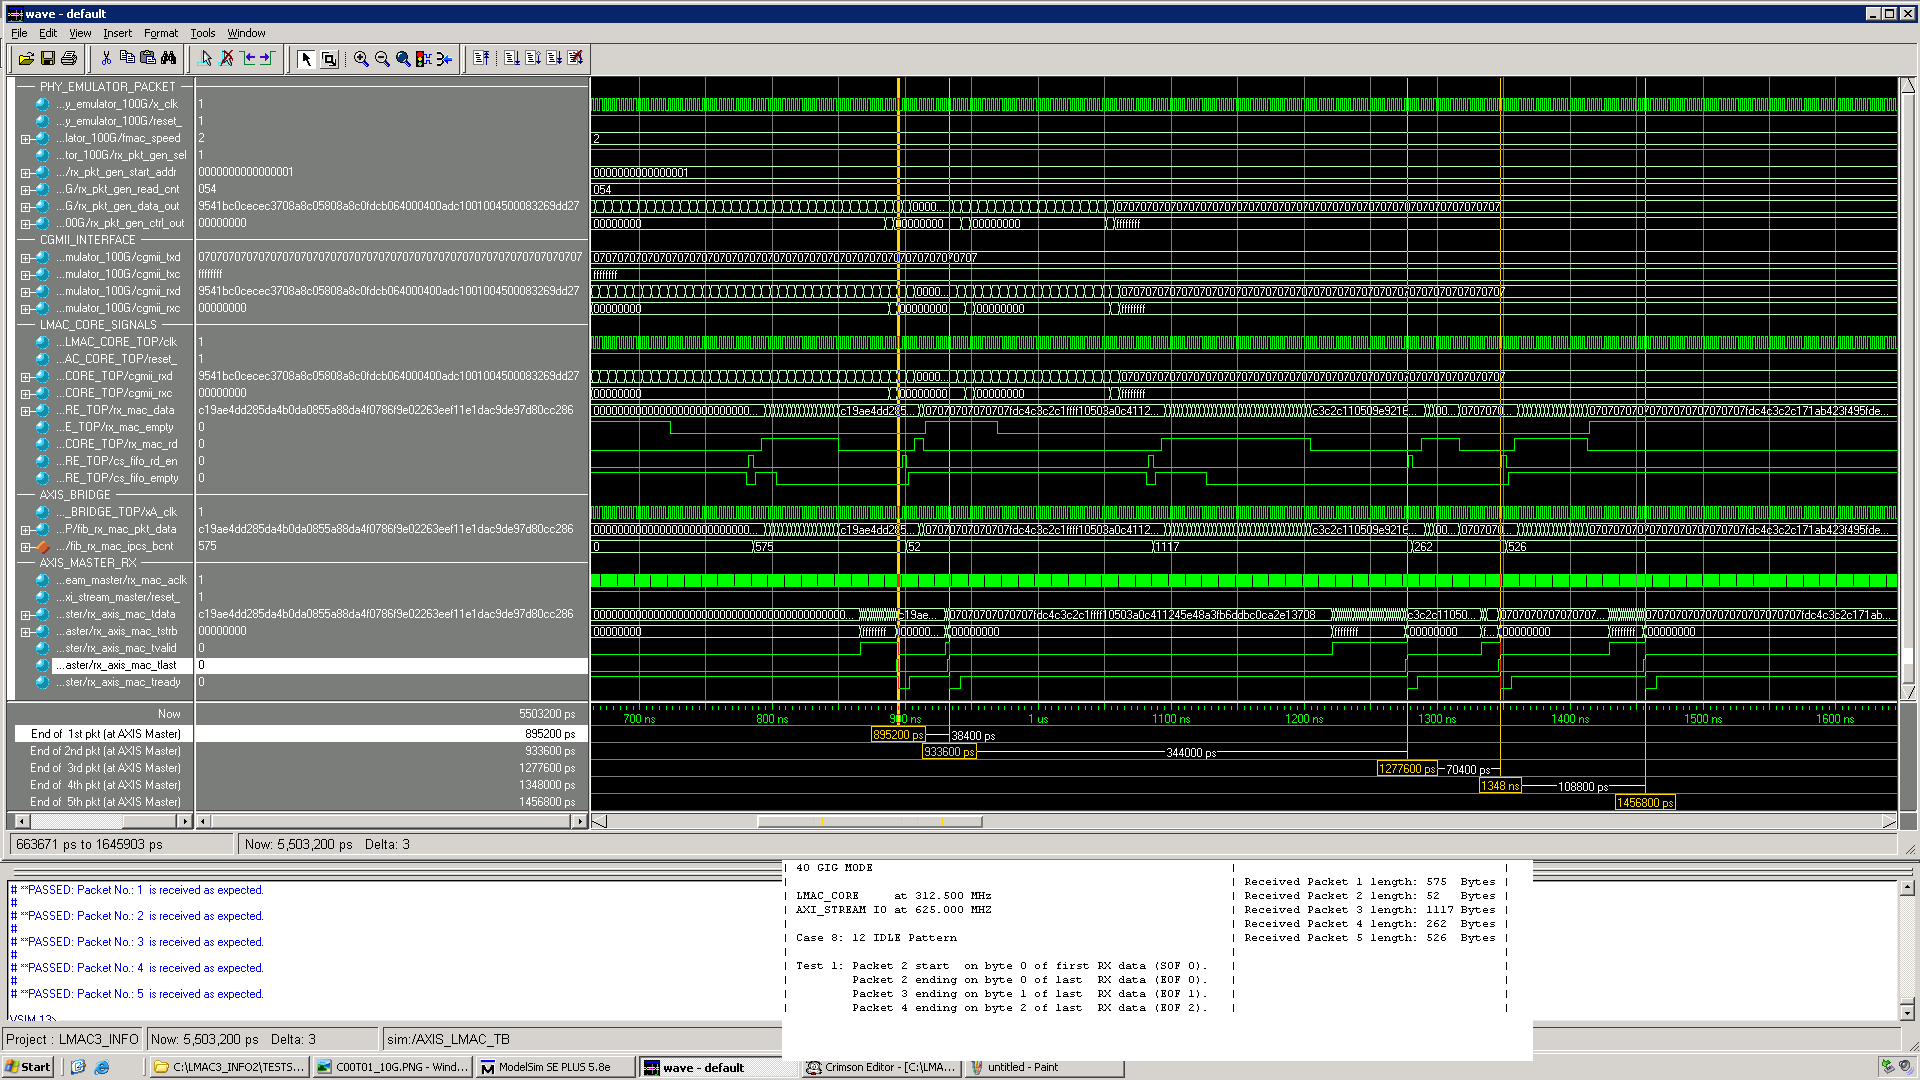 wave - default
File Edit View Insert Format Tools Window
PHY_EMULATOR_PACKET
...y_emulator_100G/x_clk 1
...y_emulator_100G/reset_ 1
...lator_100G/fmac_speed 2 2
...tor_100G/rx_pkt_gen_sel 1
.../rx_pkt_gen_start_addr 0000000000000001 0000000000000001
...G/rx_pkt_gen_read_cnt 054 054
...G/rx_pkt_gen_data_out 9541bc0cecec3708a8c05808a8c0fdcb064000400adc1001004500083269dd27
...00G/rx_pkt_gen_ctrl_out 00000000 00000000 00000000 00000000 ffffffff
CGMII_INTERFACE
...mulator_100G/cgmii_txd 0707070707070707070707070707070707070707070707070707070707070707
...mulator_100G/cgmii_txc ffffffff ffffffff
...mulator_100G/cgmii_rxd 9541bc0cecec3708a8c05808a8c0fdcb064000400adc1001004500083269dd27
...mulator_100G/cgmii_rxc 00000000 00000000 00000000 00000000 ffffffff
LMAC_CORE_SIGNALS
...LMAC_CORE_TOP/clk 1
...AC_CORE_TOP/reset_ 1
...CORE_TOP/cgmii_rxd 9541bc0cecec3708a8c05808a8c0fdcb064000400adc1001004500083269dd27
...CORE_TOP/cgmii_rxc 00000000 00000000 00000000 00000000 ffffffff
...RE_TOP/rx_mac_data c19ae4dd285da4b0da0855a88da4f0786f9e02263eef11e1dac9de97d80cc286
...E_TOP/rx_mac_empty 0
...CORE_TOP/rx_mac_rd 0
...RE_TOP/cs_fifo_rd_en 0
...RE_TOP/cs_fifo_empty 0
AXIS_BRIDGE
..._BRIDGE_TOP/xA_clk 1
...P/fib_rx_mac_pkt_data c19ae4dd285da4b0da0855a88da4f0786f9e02263eef11e1dac9de97d80cc286
.../fib_rx_mac_ipcs_bcnt 575 0 575 52 1117 262 526
AXIS_MASTER_RX
...eam_master/rx_mac_aclk 1
...xi_stream_master/reset_ 1
...ster/rx_axis_mac_tdata c19ae4dd285da4b0da0855a88da4f0786f9e02263eef11e1dac9de97d80cc286
...aster/rx_axis_mac_tstrb 00000000 00000000 ffffffff 00000... 00000000 ffffffff 00000000 f... 00000000 ffffffff 00000000
...ster/rx_axis_mac_tvalid 0
...aster/rx_axis_mac_tlast 0
...ster/rx_axis_mac_tready 0
Now 5503200 ps 700 ns 800 ns 900 ns 1 us 1100 ns 1200 ns 1300 ns 1400 ns 1500 ns 1600 ns
End of 1st pkt (at AXIS Master) 895200 ps 895200 ps 38400 ps
End of 2nd pkt (at AXIS Master) 933600 ps 933600 ps 344000 ps
End of 3rd pkt (at AXIS Master) 1277600 ps 1277600 ps 70400 ps
End of 4th pkt (at AXIS Master) 1348000 ps 1348 ns 108800 ps
End of 5th pkt (at AXIS Master) 1456800 ps 1456800 ps
663671 ps to 1645903 ps Now: 5,503,200 ps Delta: 3
# **PASSED: Packet No.: 1 is received as expected.
#
# **PASSED: Packet No.: 2 is received as expected.
#
# **PASSED: Packet No.: 3 is received as expected.
#
# **PASSED: Packet No.: 4 is received as expected.
#
# **PASSED: Packet No.: 5 is received as expected.
VSIM 13>
| 40 GIG MODE | |
| | Received Packet 1 length: 575 Bytes |
| LMAC_CORE at 312.500 MHz | Received Packet 2 length: 52 Bytes |
| AXI_STREAM IO at 625.000 MHZ | Received Packet 3 length: 1117 Bytes |
| | Received Packet 4 length: 262 Bytes |
| Case 8: 12 IDLE Pattern | Received Packet 5 length: 526 Bytes |
| Test 1: Packet 2 start on byte 0 of first RX data (SOF 0). | |
| Packet 2 ending on byte 0 of last RX data (EOF 0). | |
| Packet 3 ending on byte 1 of last RX data (EOF 1). | |
| Packet 4 ending on byte 2 of last RX data (EOF 2). | |
Project : LMAC3_INFO Now: 5,503,200 ps Delta: 3 sim:/AXIS_LMAC_TB
Start C:\LMAC3_INFO2\TESTS... C00T01_10G.PNG - Wind... ModelSim SE PLUS 5.8e wave - default Crimson Editor - [C:\LMA... untitled - Paint